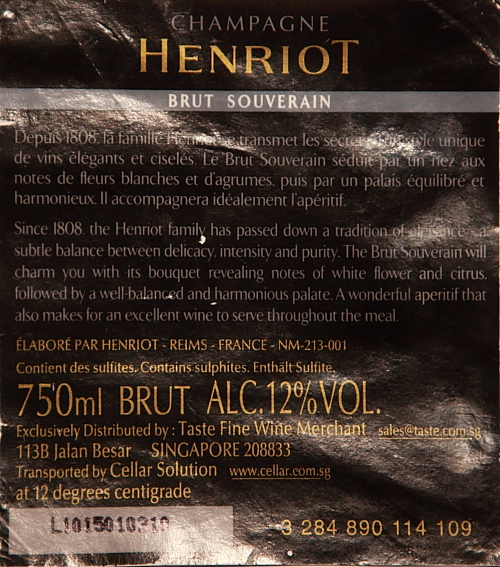 CHAMPAGNE
HENRIOT
BRUT SOUVERAIN
Depuis 1808, la famille Henriot se transmet les secrets style unique
de vins élégants et ciselés. Le Brut Souverain séduit par un nez aux
notes de fleurs blanches et d'agrumes, puis par un palais équilibré et
harmonieux. Il accompagnera idéalement l'apéritif.
Since 1808, the Henriot family has passed down a tradition of elegance - a
subtle balance between delicacy, intensity and purity. The Brut Souverain will
charm you with its bouquet revealing notes of white flower and citrus,
followed by a well-balanced and harmonious palate. A wonderful aperitif that
also makes for an excellent wine to serve throughout the meal.
ÉLABORÉ PAR HENRIOT - REIMS - FRANCE - NM-213-001
Contient des sulfites. Contains sulphites. Enthält Sulfite.
750ml BRUT ALC.12%VOL.
Exclusively Distributed by : Taste Fine Wine Merchant sales@taste.com.sg
113B Jalan Besar - SINGAPORE 208833
Transported by Cellar Solution www.cellar.com.sg
at 12 degrees centigrade
3 284 890 114 109